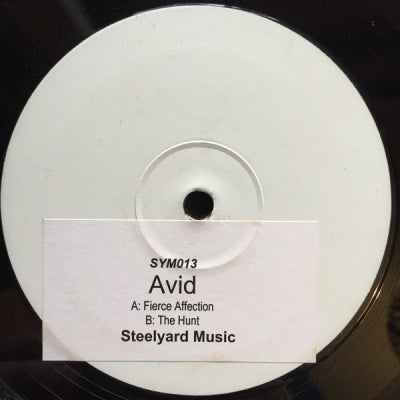 SYM013
Avid
A: Fierce Affection
B: The Hunt
Steelyard Music